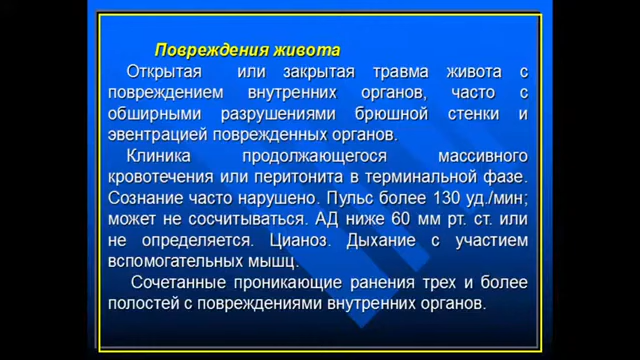 Повреждения живота
Открытая или закрытая травма живота с
повреждением внутренних органов, часто с
обширными разрушениями брюшной стенки и
эвентрацией поврежденных органов.
Клиника продолжающегося массивного
кровотечения или перитонита в терминальной фазе.
Сознание часто нарушено. Пульс более 130 уд./мин;
может не сосчитываться. АД ниже 60 мм рт. ст. или
не определяется. Цианоз. Дыхание с участием
вспомогательных мышц.
Сочетанные проникающие ранения трех и более
полостей с повреждениями внутренних органов.